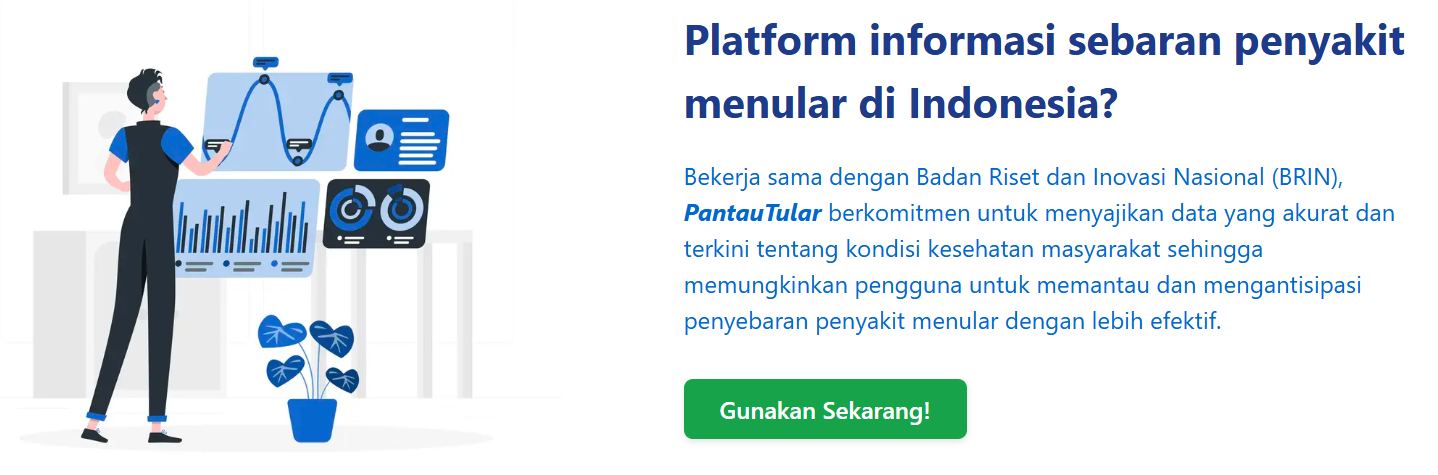 Platform informasi sebaran penyakit
menular di Indonesia?
Bekerja sama dengan Badan Riset dan Inovasi Nasional (BRIN),
PantauTular berkomitmen untuk menyajikan data yang akurat dan
terkini tentang kondisi kesehatan masyarakat sehingga
memungkinkan pengguna untuk memantau dan mengantisipasi
penyebaran penyakit menular dengan lebih efektif.
Gunakan Sekarang!